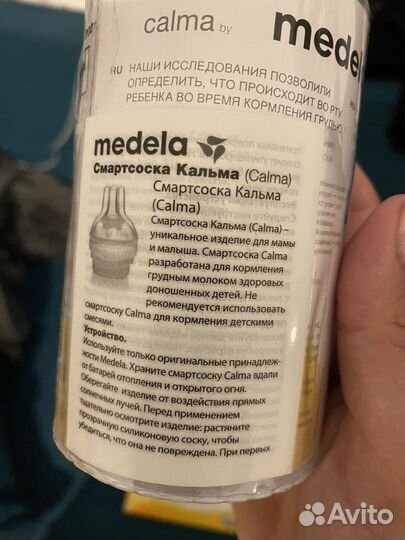 calma by medela
RU НАШИ ИССЛЕДОВАНИЯ ПОЗВОЛИЛИ
ОПРЕДЕЛИТЬ, ЧТО ПРОИСХОДИТ ВО РТУ
РЕБЕНКА ВО ВРЕМЯ КОРМЛЕНИЯ ГРУДЬЮ.
medela
Смартсоска Кальма (Calma)
Смартсоска Кальма
(Calma)
Смартсоска Кальма (Calma) –
уникальное изделие для мамы
и малыша. Смартсоска Calma
разработана для кормления
грудным молоком здоровых
доношенных детей. Не
рекомендуется использовать
смартсоску Calma для кормления детскими
смесями.
Устройство.
Используйте только оригинальные принадлеж-
ности Medela. Храните смартсоску Calma вдали
от батарей отопления и открытого огня.
Оберегайте изделие от воздействия прямых
солнечных лучей. Перед применением
тщательно осмотрите изделие: растяните
прозрачную силиконовую соску, чтобы
убедиться, что она не повреждена. При первых
Avito